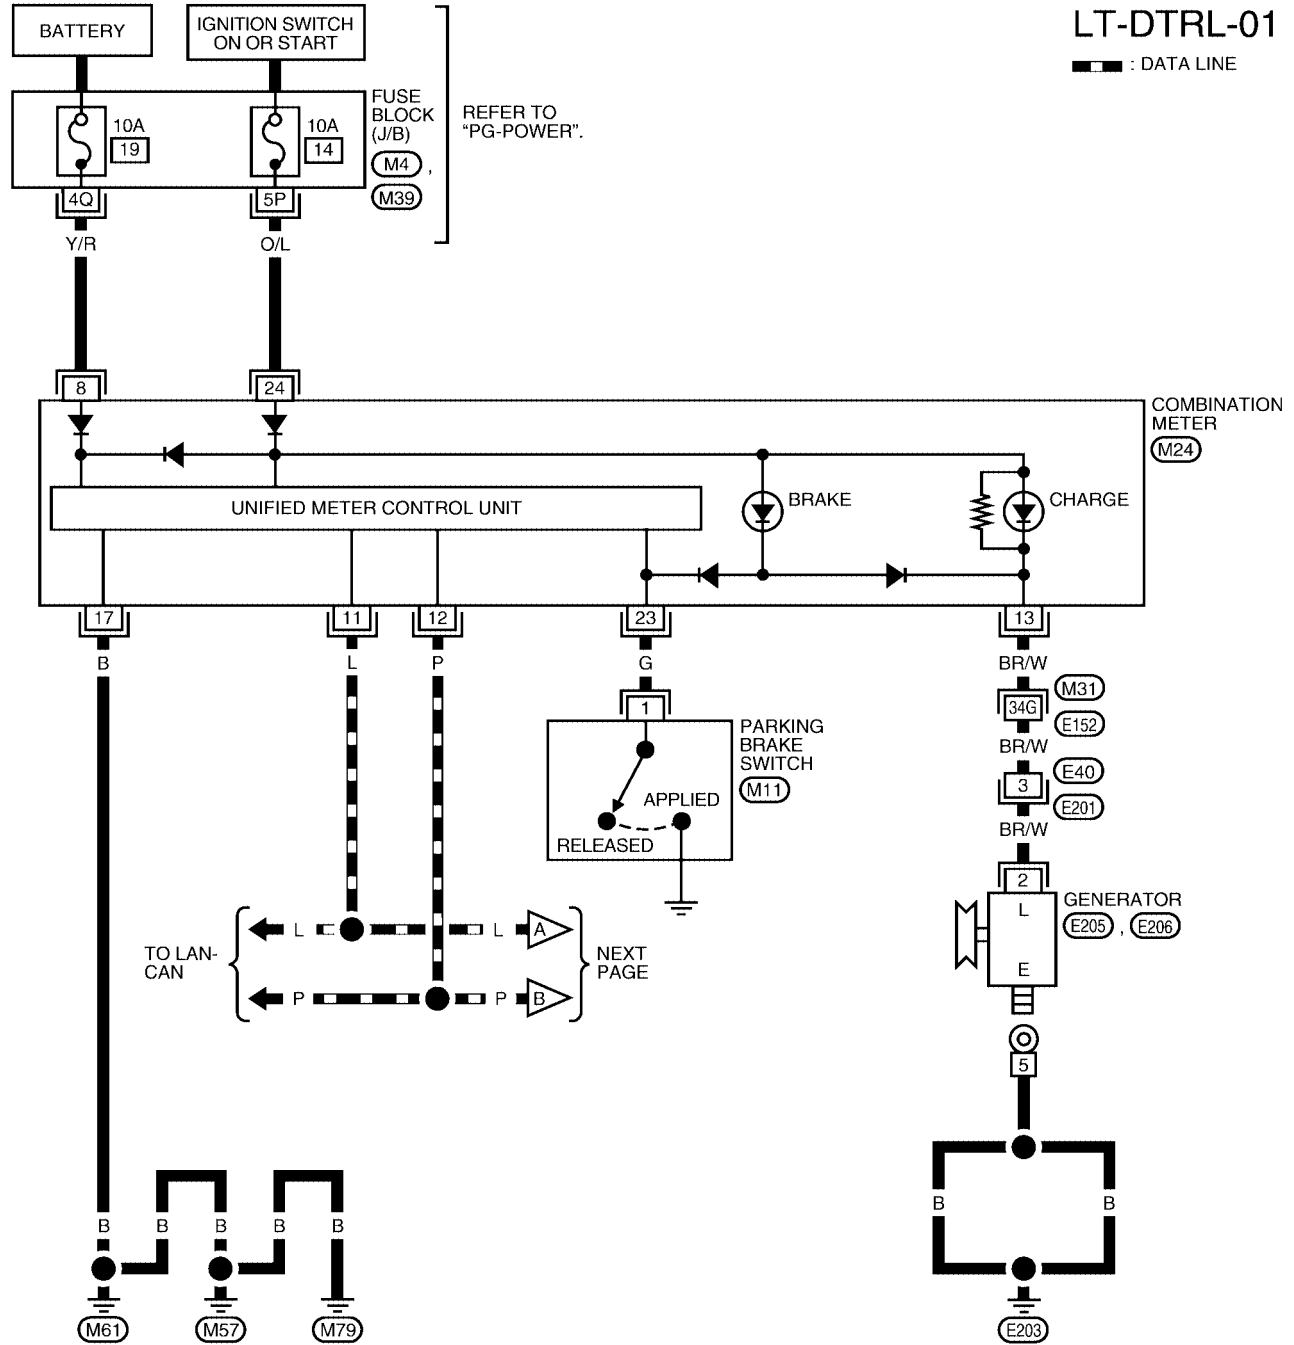 LT-DTRL-01
: DATA LINE
BATTERY
IGNITION SWITCH
ON OR START
FUSE
BLOCK
(J/B)
M4 ,
M39
REFER TO
"PG-POWER".
10A
19
10A
14
4Q
5P
Y/R
O/L
8
24
COMBINATION
METER
M24
BRAKE
CHARGE
UNIFIED METER CONTROL UNIT
17
11
12
23
13
B
L
P
G
BR/W
M31
34G
E152
BR/W
E40
3
E201
BR/W
1
PARKING
BRAKE
SWITCH
M11
APPLIED
RELEASED
2
L
E
GENERATOR
E205 , E206
TO LAN-
CAN
L
L
A
P
P
B
NEXT
PAGE
5
B
B
B
B
B
B
B
M61
M57
M79
E203